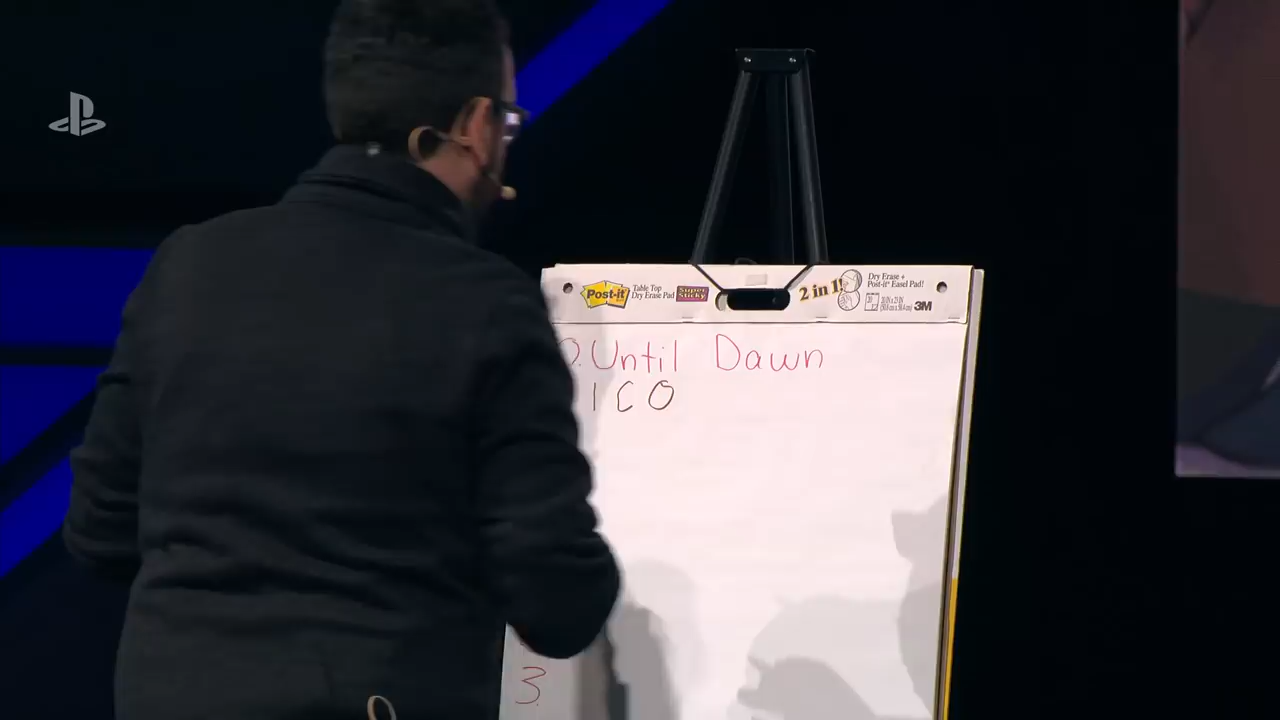 Post-it
Table Top
Dry Erase Pad
Super
Sticky
2 in 1!
Dry Erase +
Post-it® Easel Pad!
3M
0. Until Dawn
ICO
3.